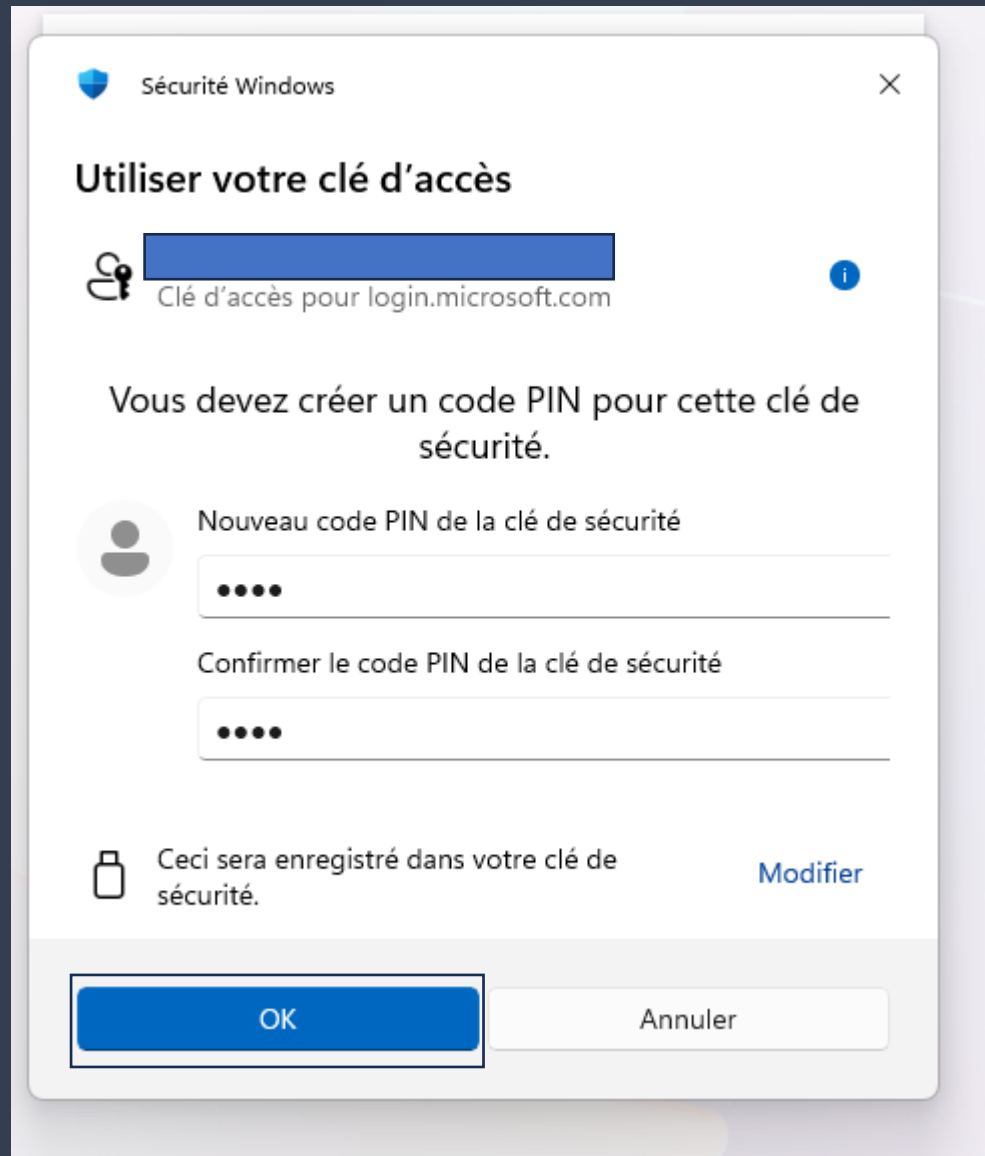 Sécurité Windows
Utiliser votre clé d’accès
Clé d’accès pour login.microsoft.com
Vous devez créer un code PIN pour cette clé de
sécurité.
Nouveau code PIN de la clé de sécurité
••••
Confirmer le code PIN de la clé de sécurité
••••
Ceci sera enregistré dans votre clé de
sécurité.
Modifier
OK
Annuler